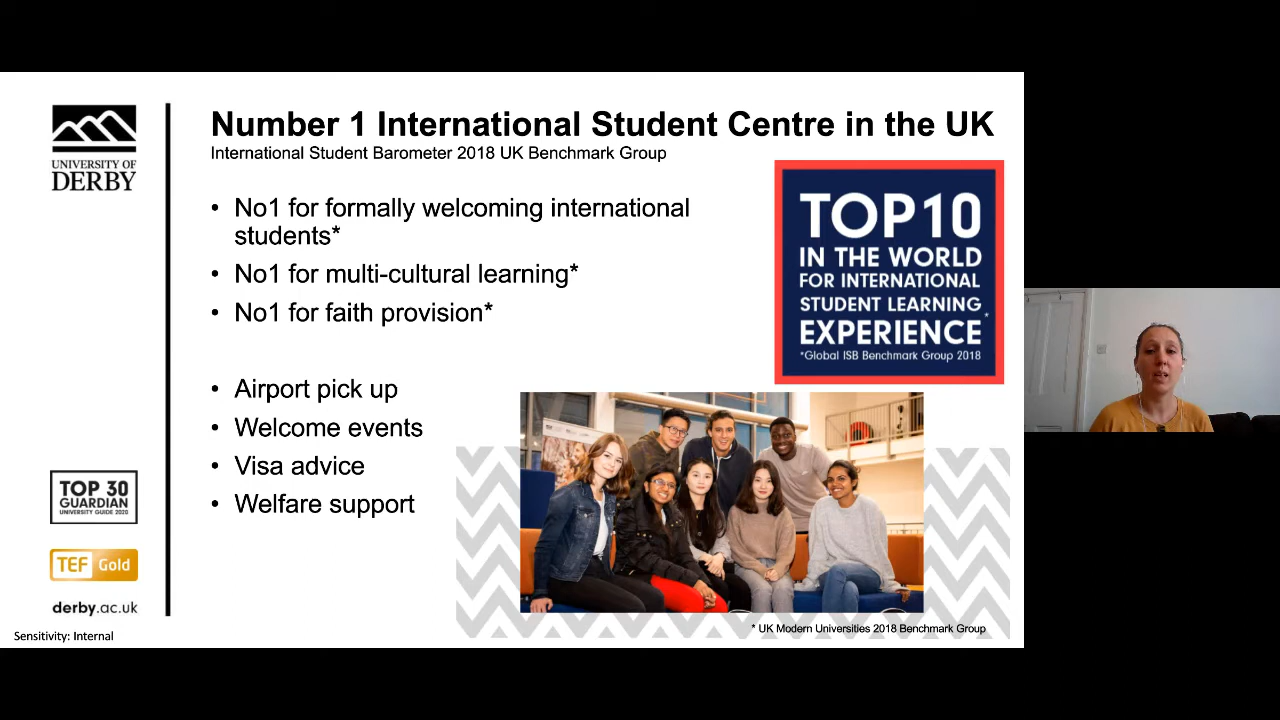 UNIVERSITY OF
DERBY
Number 1 International Student Centre in the UK
International Student Barometer 2018 UK Benchmark Group
• No1 for formally welcoming international
students*
• No1 for multi-cultural learning*
• No1 for faith provision*
• Airport pick up
• Welcome events
• Visa advice
• Welfare support
TOP10
IN THE WORLD
FOR INTERNATIONAL
STUDENT LEARNING
EXPERIENCE*
*Global ISB Benchmark Group 2018
TOP 30
GUARDIAN
UNIVERSITY GUIDE 2020
TEF Gold
derby.ac.uk
* UK Modern Universities 2018 Benchmark Group
Sensitivity: Internal